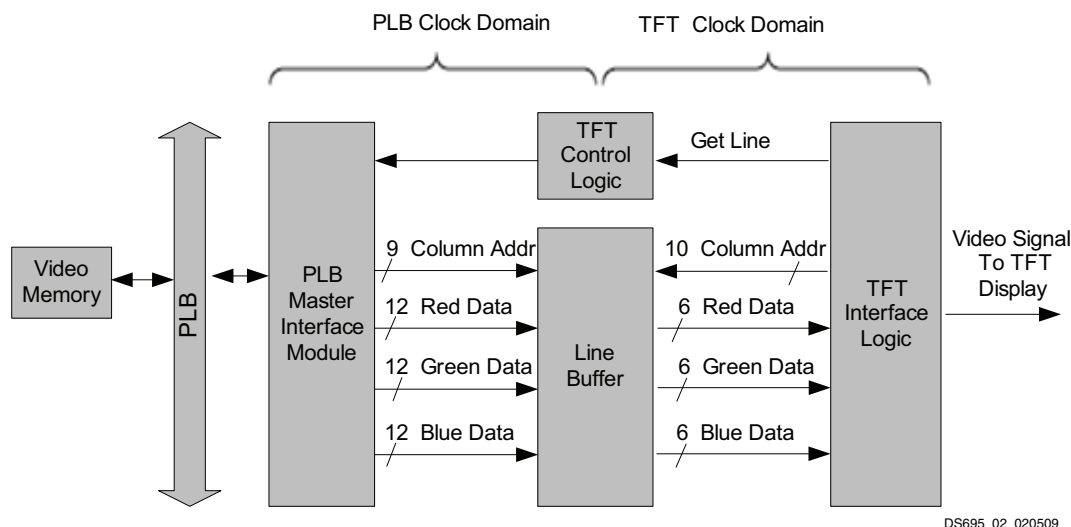 PLB Clock Domain
TFT Clock Domain
TFT
Control
Logic
Get Line
Video
Memory
PLB
PLB
Master
Interface
Module
9 Column Addr
12 Red Data
12 Green Data
12 Blue Data
Line
Buffer
10 Column Addr
6 Red Data
6 Green Data
6 Blue Data
TFT
Interface
Logic
Video Signal
To TFT
Display
DS695_02_020509